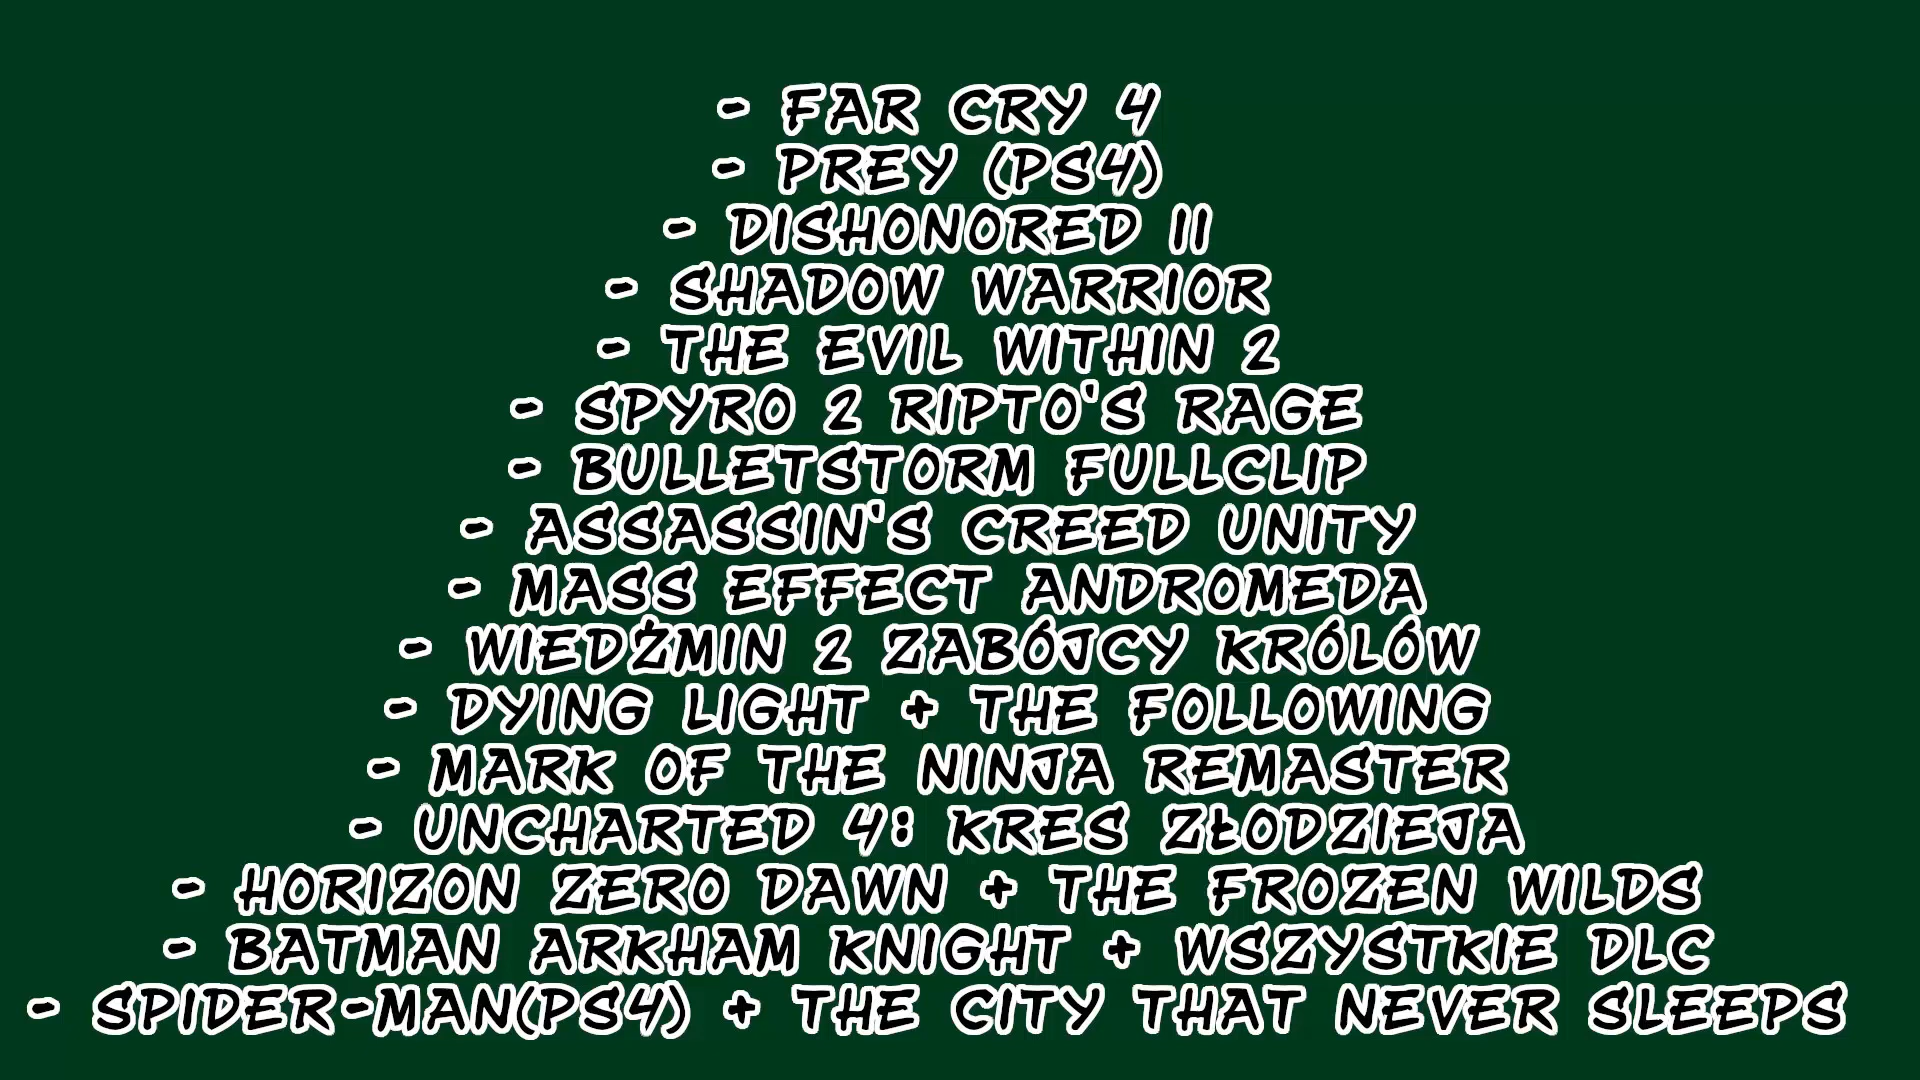 - FAR CRY 4
- PREY (PS4)
- DISHONORED II
- SHADOW WARRIOR
- THE EVIL WITHIN 2
- SPYRO 2 RIPTO'S RAGE
- BULLETSTORM FULLCLIP
- ASSASSIN'S CREED UNITY
- MASS EFFECT ANDROMEDA
- WIEDŻMIN 2 ZABÓJCY KRÓLÓW
- DYING LIGHT + THE FOLLOWING
- MARK OF THE NINJA REMASTER
- UNCHARTED 4: KRES ZŁODZIEJA
- HORIZON ZERO DAWN + THE FROZEN WILDS
- BATMAN ARKHAM KNIGHT + WSZYSTKIE DLC
- SPIDER-MAN(PS4) + THE CITY THAT NEVER SLEEPS